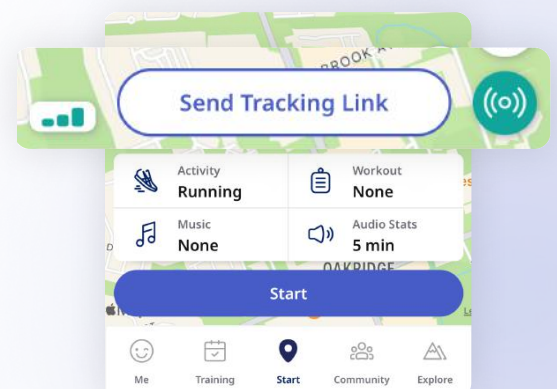 BROOK A
Send Tracking Link
Activity
Running
Workout
None
Music
None
Audio Stats
5 min
OAKRIDGE
Start
Me
Training
Start
Community
Explore